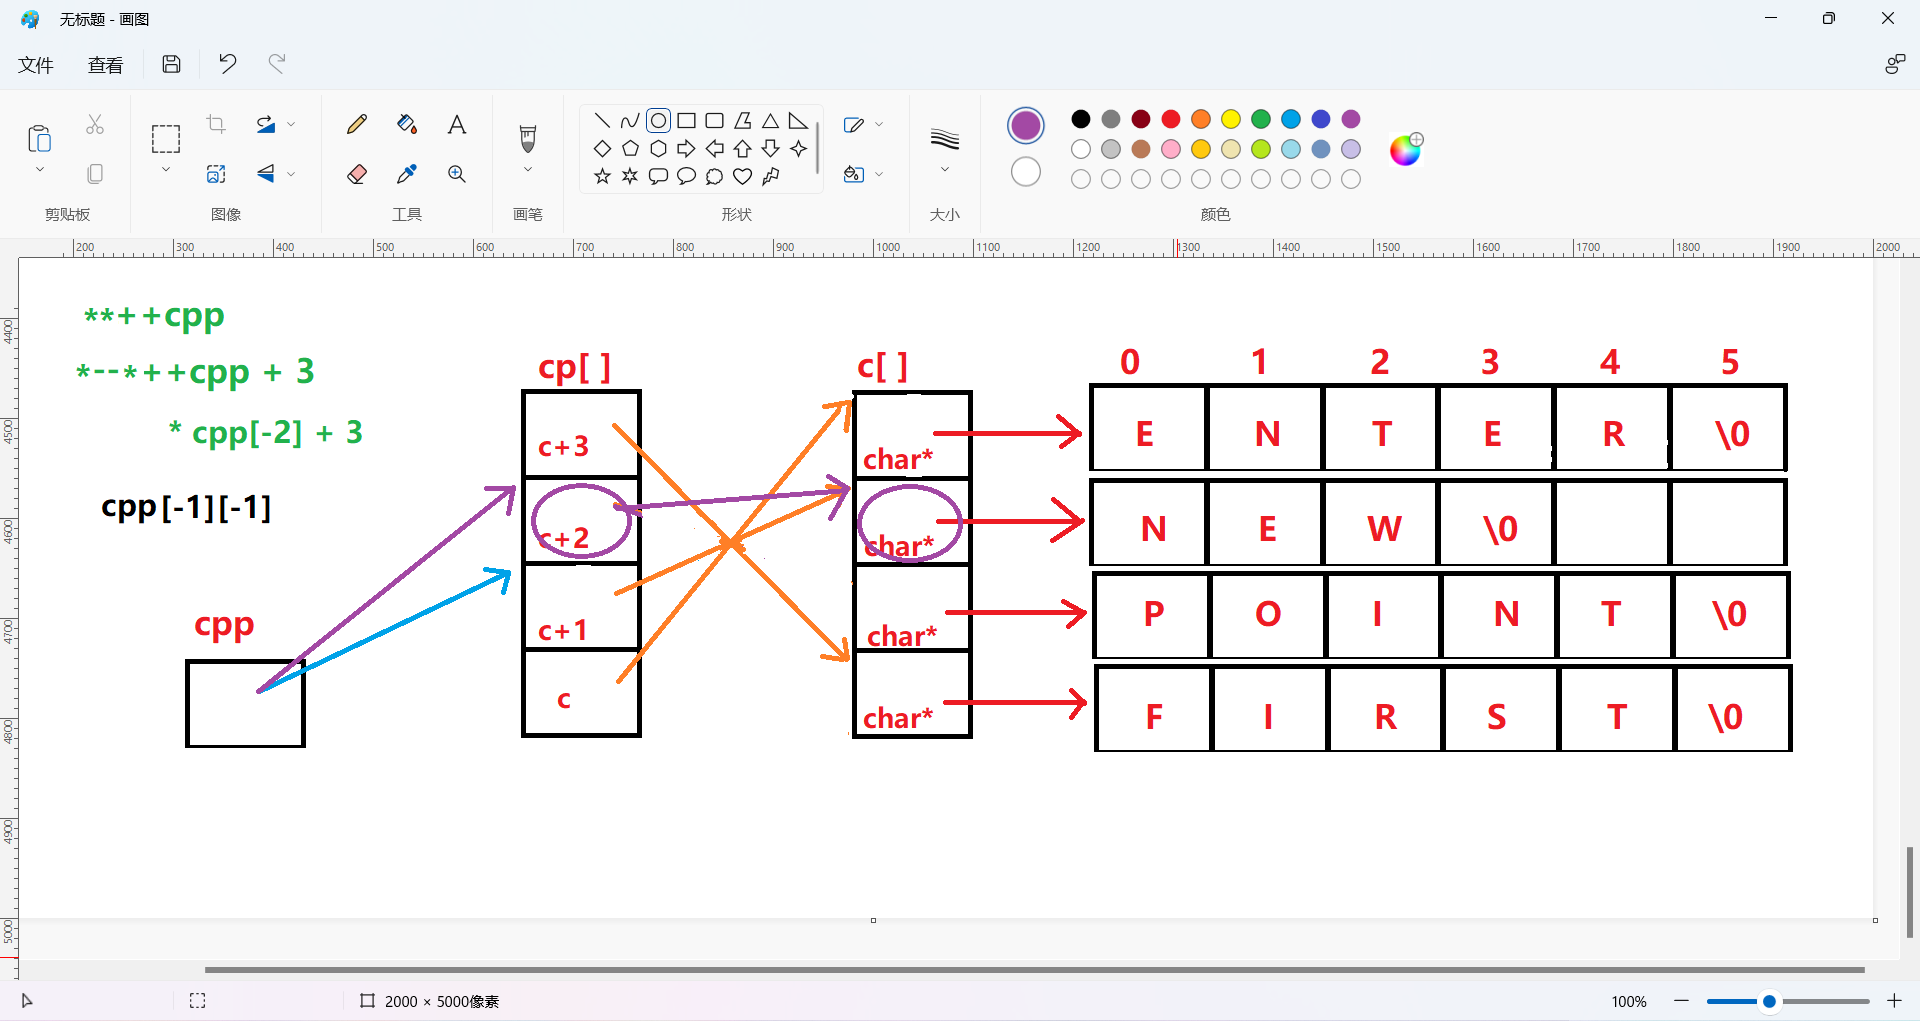 无标题 - 画图
文件 查看
剪贴板 图像 工具 画笔 形状 大小 颜色
200 300 400 500 600 700 800 900 1000 1100 1200 1300 1400 1500 1600 1700 1800 1900 2000
4400
4500
4600
4700
4800
4900
5000
**++cpp
*--*++cpp + 3
* cpp[-2] + 3
cpp[-1][-1]
cpp
cp[ ]
c+3
c+2
c+1
c
c[ ]
char*
char*
char*
char*
0 1 2 3 4 5
E N T E R \0
N E W \0
P O I N T \0
F I R S T \0
2000 × 5000像素
100%